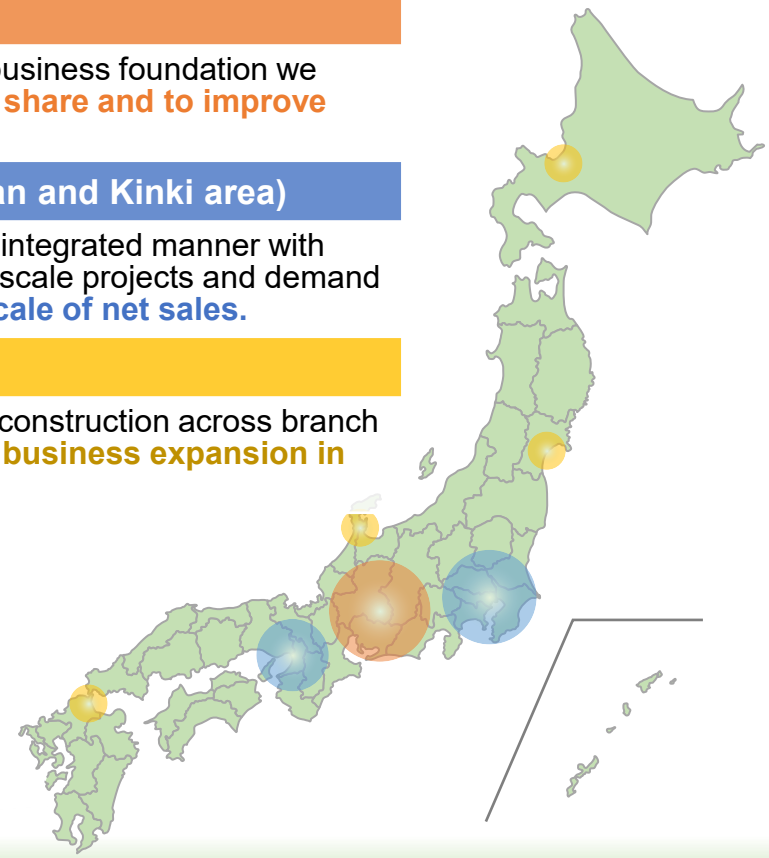 business foundation we
share and to improve
an and Kinki area)
integrated manner with
scale projects and demand
cale of net sales.
construction across branch
business expansion in